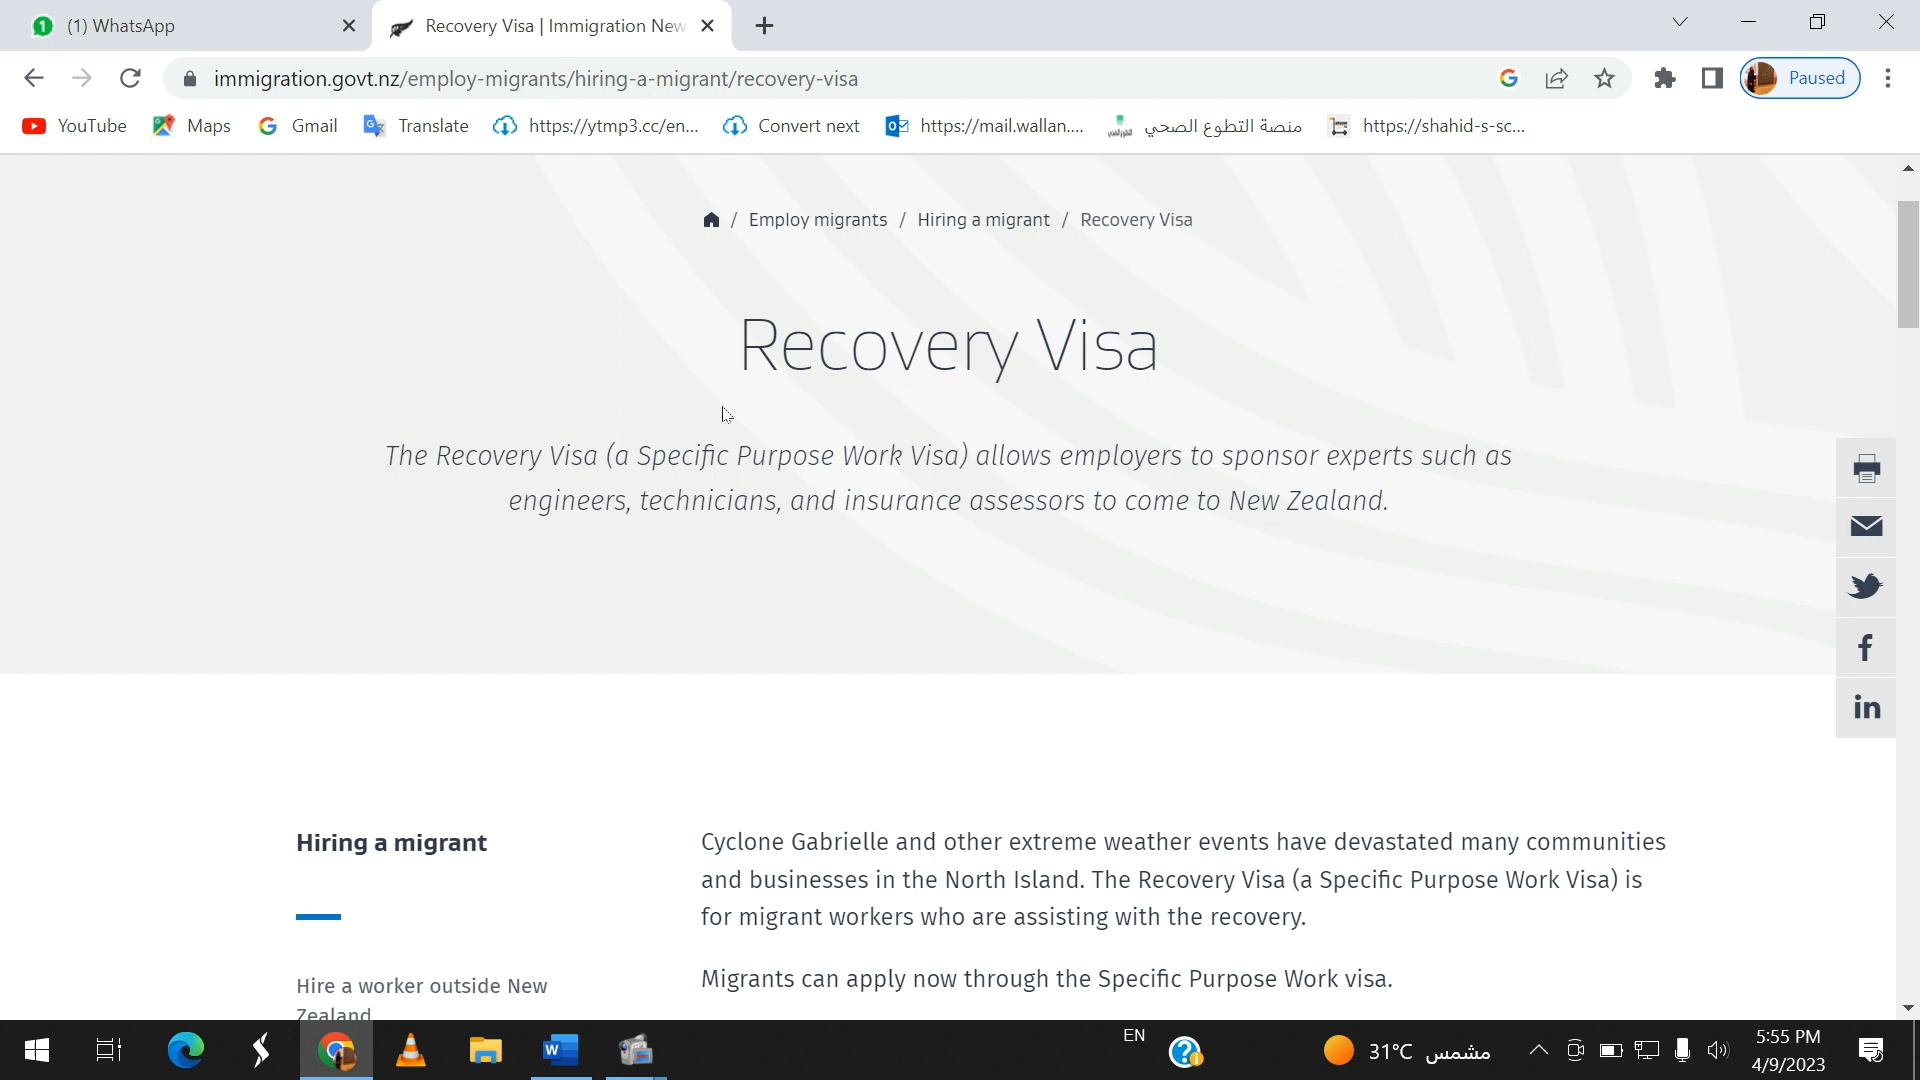 (1) WhatsApp
Recovery Visa | Immigration New
immigration.govt.nz/employ-migrants/hiring-a-migrant/recovery-visa
Paused
YouTube
Maps
Gmail
Translate
https://ytmp3.cc/en...
Convert next
https://mail.wallan....
منصة التطوع الصحي
https://shahid-s-sc...
/ Employ migrants / Hiring a migrant / Recovery Visa
Recovery Visa
The Recovery Visa (a Specific Purpose Work Visa) allows employers to sponsor experts such as
engineers, technicians, and insurance assessors to come to New Zealand.
Hiring a migrant
Hire a worker outside New
Zealand
Cyclone Gabrielle and other extreme weather events have devastated many communities
and businesses in the North Island. The Recovery Visa (a Specific Purpose Work Visa) is
for migrant workers who are assisting with the recovery.
Migrants can apply now through the Specific Purpose Work visa.
EN
31°C مشمس
5:55 PM
4/9/2023